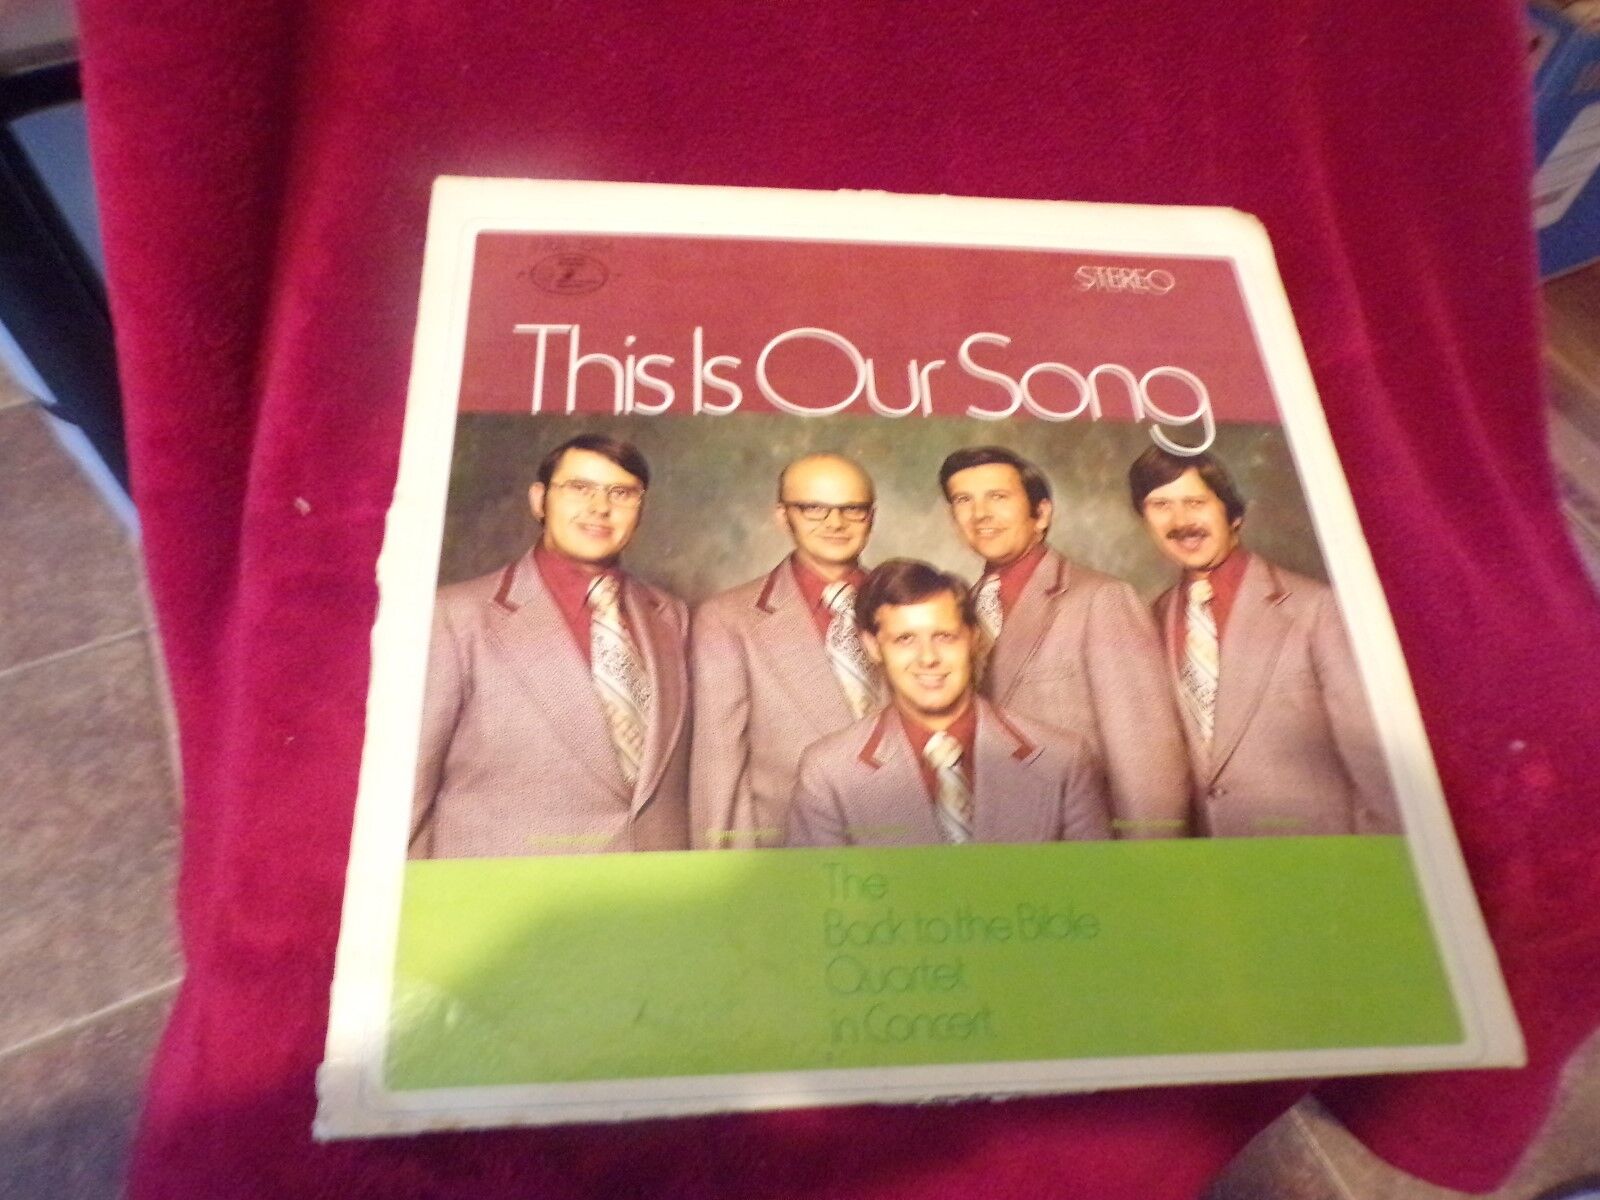 STEREO
This Is Our Song
The
Back to the Bible
Quartet
in Concert